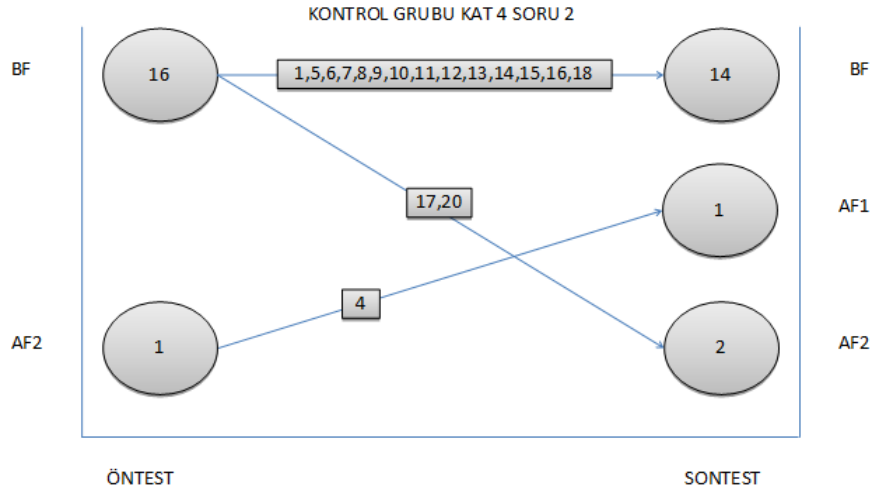 KONTROL GRUBU KAT 4 SORU 2
BF
16
1,5,6,7,8,9,10,11,12,13,14,15,16,18
14
BF
17,20
1
AF1
4
AF2
1
2
AF2
ÖNTEST
SONTEST